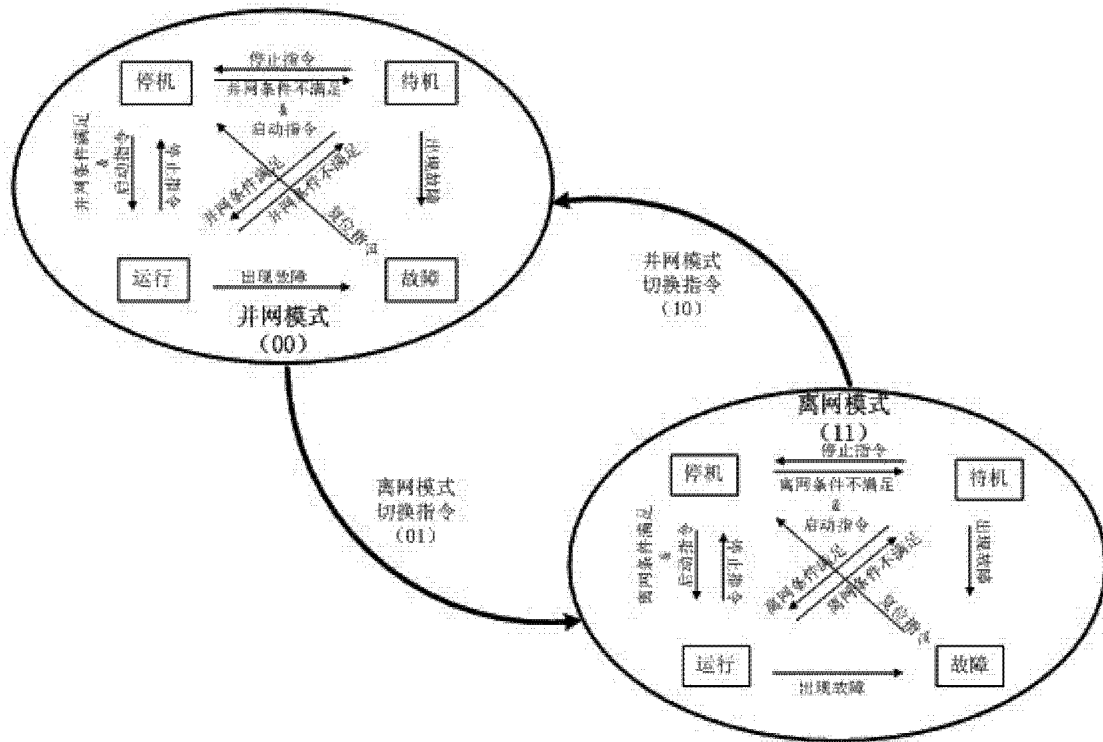 停止指令
停机
待机
并网条件不满足
&
启动指令
并网条件满足
&
启动指令
停止指令
并网条件满足
并网条件不满足
出现故障
复位指令
运行
出现故障
故障
并网模式
(00)
并网模式
切换指令
(10)
离网模式
切换指令
(01)
离网模式
(11)
停止指令
停机
待机
离网条件不满足
&
启动指令
离网条件满足
&
启动指令
停止指令
离网条件满足
离网条件不满足
出现故障
复位指令
运行
故障
出现故障